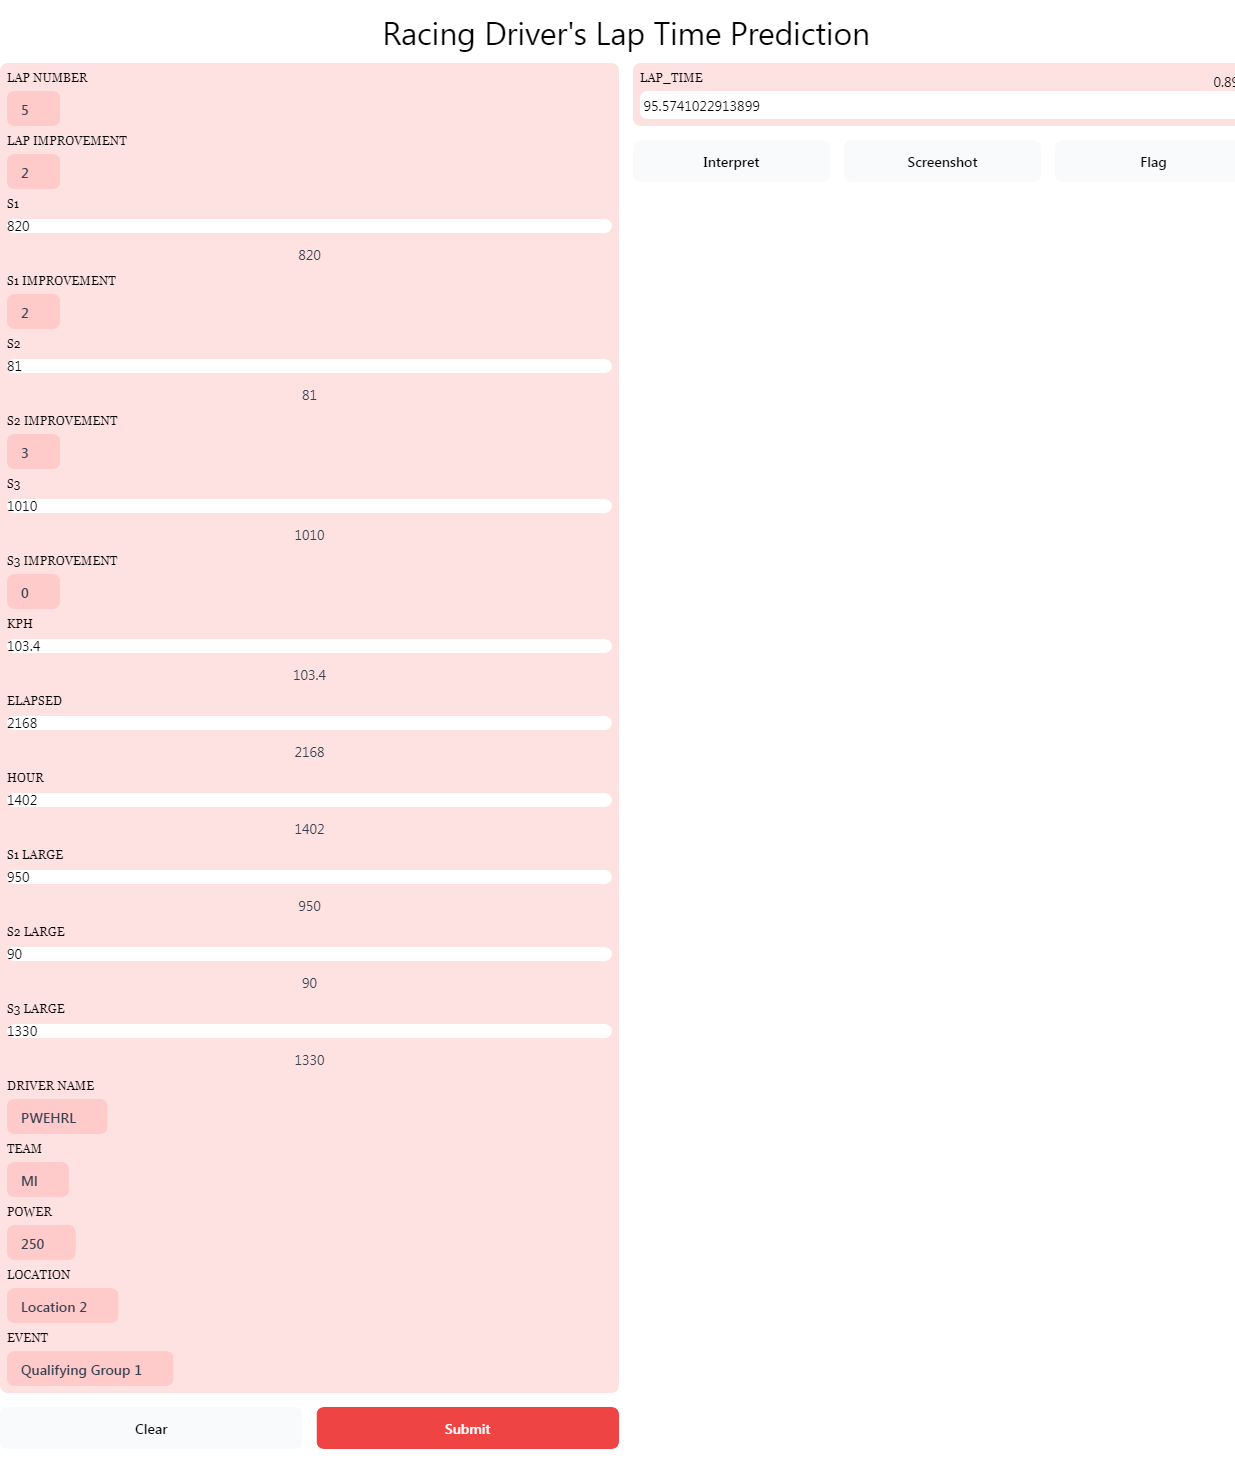 Racing Driver's Lap Time Prediction
LAP NUMBER
5
LAP IMPROVEMENT
2
S1
820
820
S1 IMPROVEMENT
2
S2
81
81
S2 IMPROVEMENT
3
S3
1010
1010
S3 IMPROVEMENT
0
KPH
103.4
103.4
ELAPSED
2168
2168
HOUR
1402
1402
S1 LARGE
950
950
S2 LARGE
90
90
S3 LARGE
1330
1330
DRIVER NAME
PWEHRL
TEAM
MI
POWER
250
LOCATION
Location 2
EVENT
Qualifying Group 1
Clear Submit
LAP_TIME 0.89
95.5741022913899
Interpret Screenshot Flag